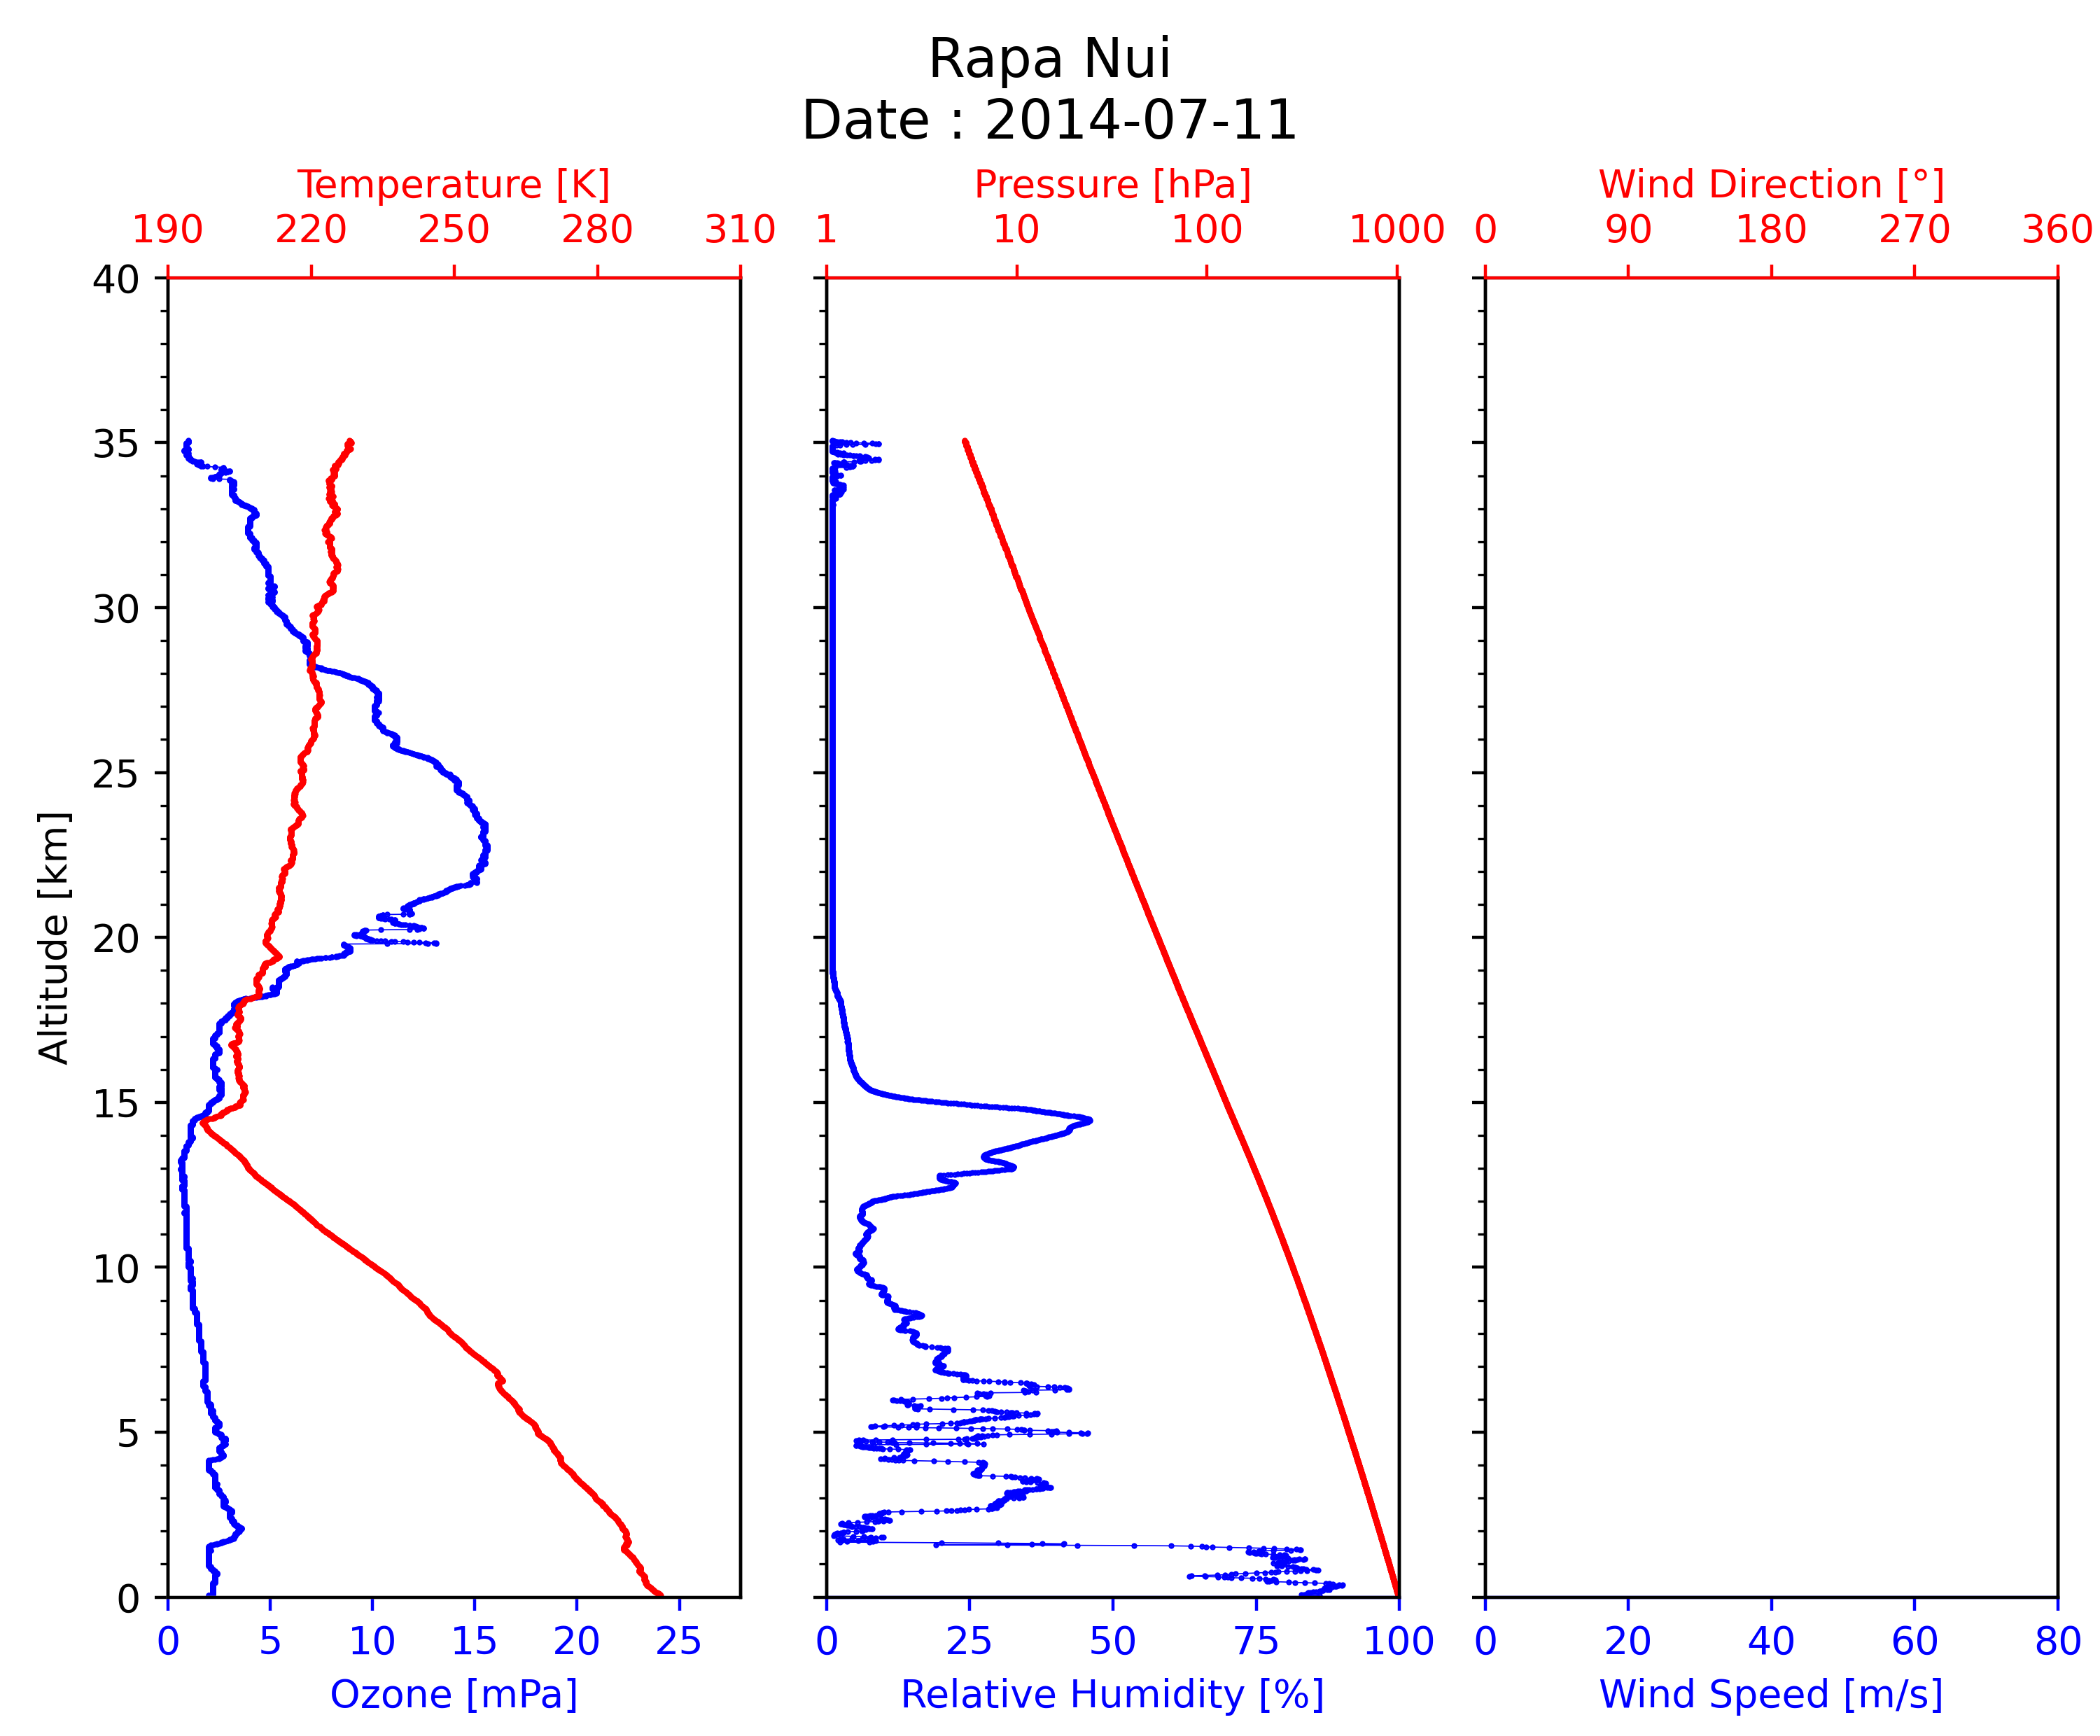 Rapa Nui
Date : 2014-07-11
Temperature [K] Pressure [hPa] Wind Direction [°]
190 220 250 280 310 1 10 100 1000 0 90 180 270 360
40
35
30
25
20
15
10
5
0
Altitude [km]
0 5 10 15 20 25 0 25 50 75 100 0 20 40 60 80
Ozone [mPa] Relative Humidity [%] Wind Speed [m/s]